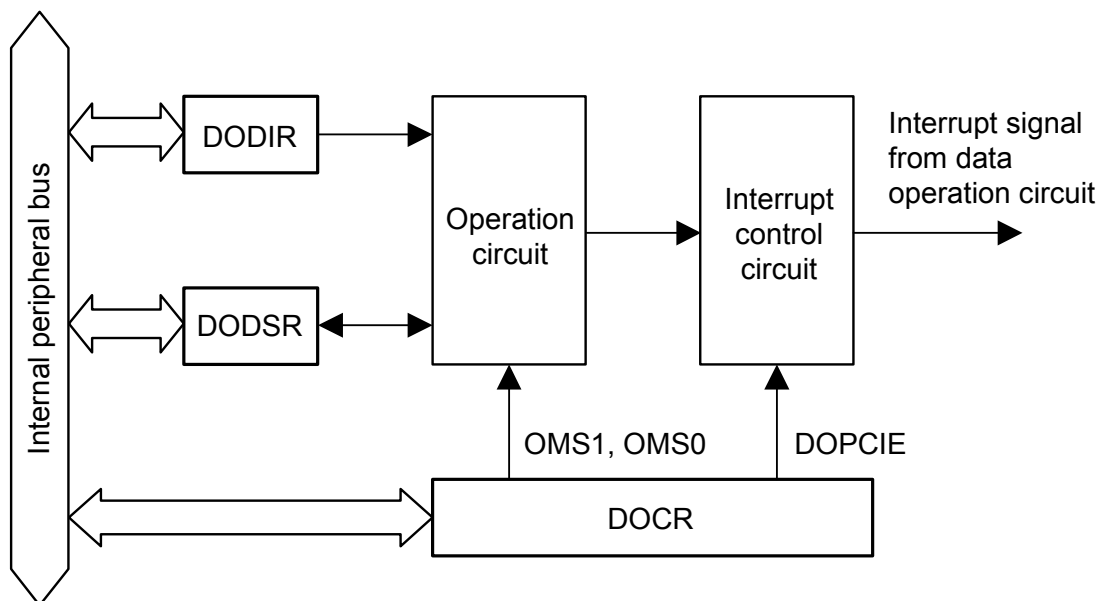 Internal peripheral bus
DODIR
DODSR
Operation
circuit
Interrupt
control
circuit
Interrupt signal
from data
operation circuit
OMS1, OMS0
DOPCIE
DOCR